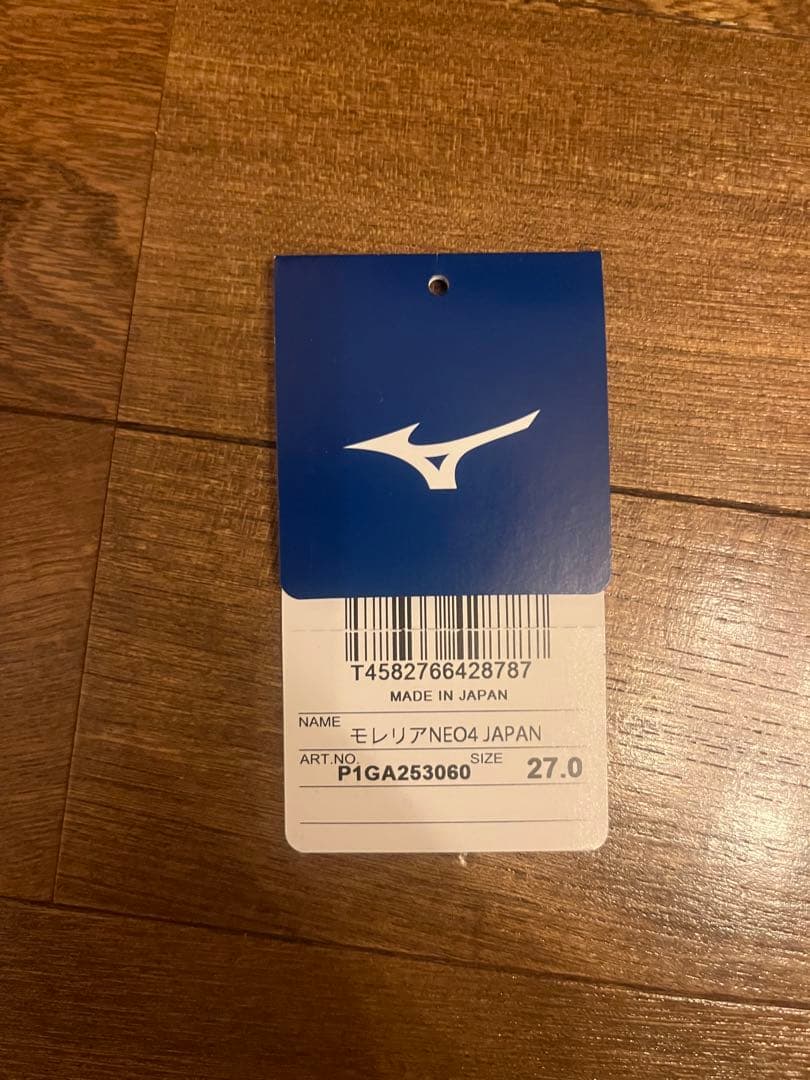 T4582766428787
MADE IN JAPAN
NAME モレリアNEO4 JAPAN
ART.NO. P1GA253060 SIZE 27.0